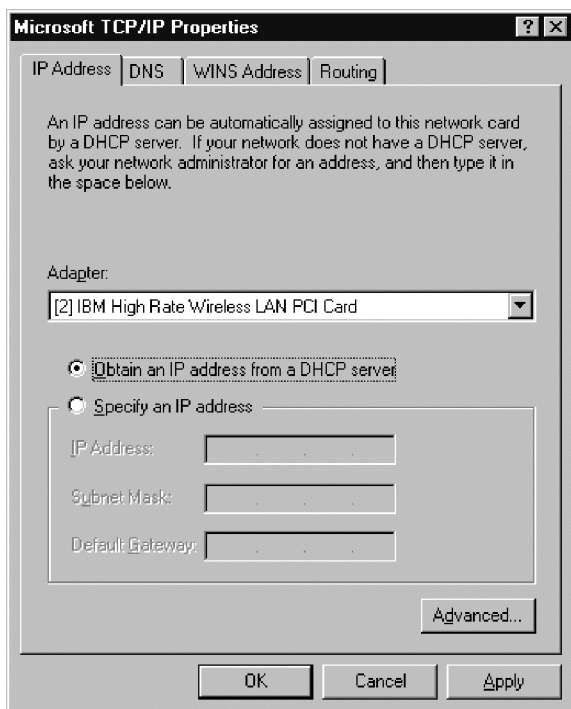 Microsoft TCP/IP Properties ? X
IP Address DNS WINS Address Routing
An IP address can be automatically assigned to this network card
by a DHCP server. If your network does not have a DHCP server,
ask your network administrator for an address, and then type it in
the space below.
Adapter:
[2] IBM High Rate Wireless LAN PCI Card
Obtain an IP address from a DHCP server
Specify an IP address
IP Address: . . .
Subnet Mask: . . .
Default Gateway: . . .
Advanced...
OK Cancel Apply